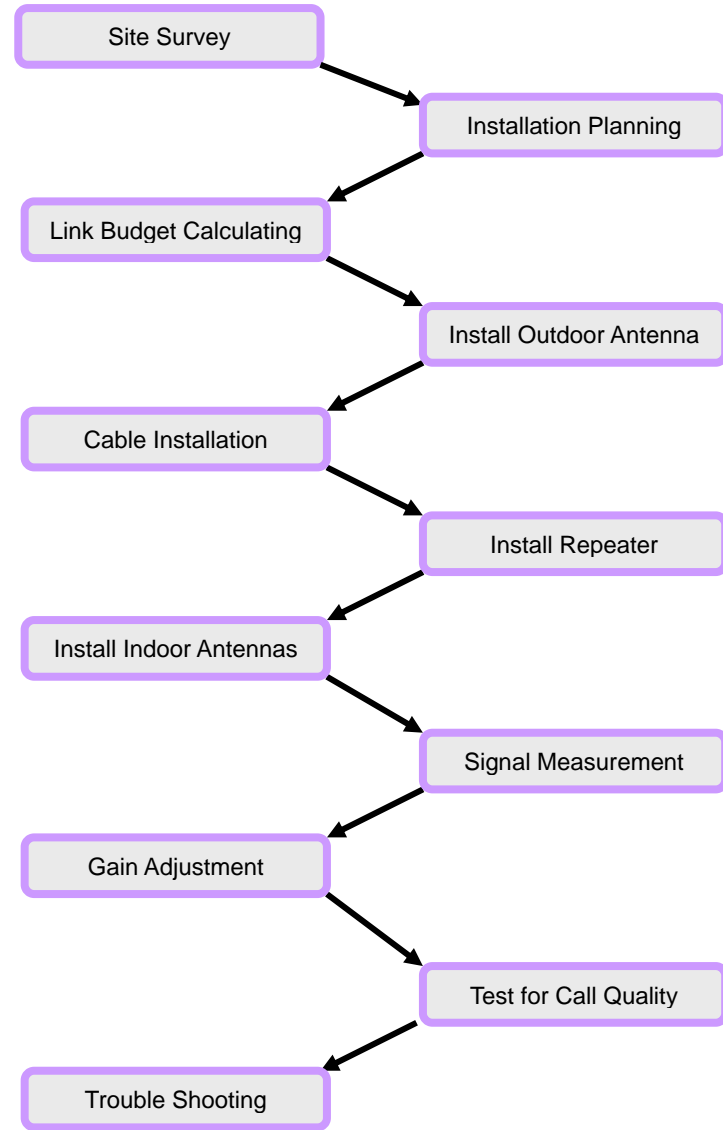 Site Survey
Installation Planning
Link Budget Calculating
Install Outdoor Antenna
Cable Installation
Install Repeater
Install Indoor Antennas
Signal Measurement
Gain Adjustment
Test for Call Quality
Trouble Shooting